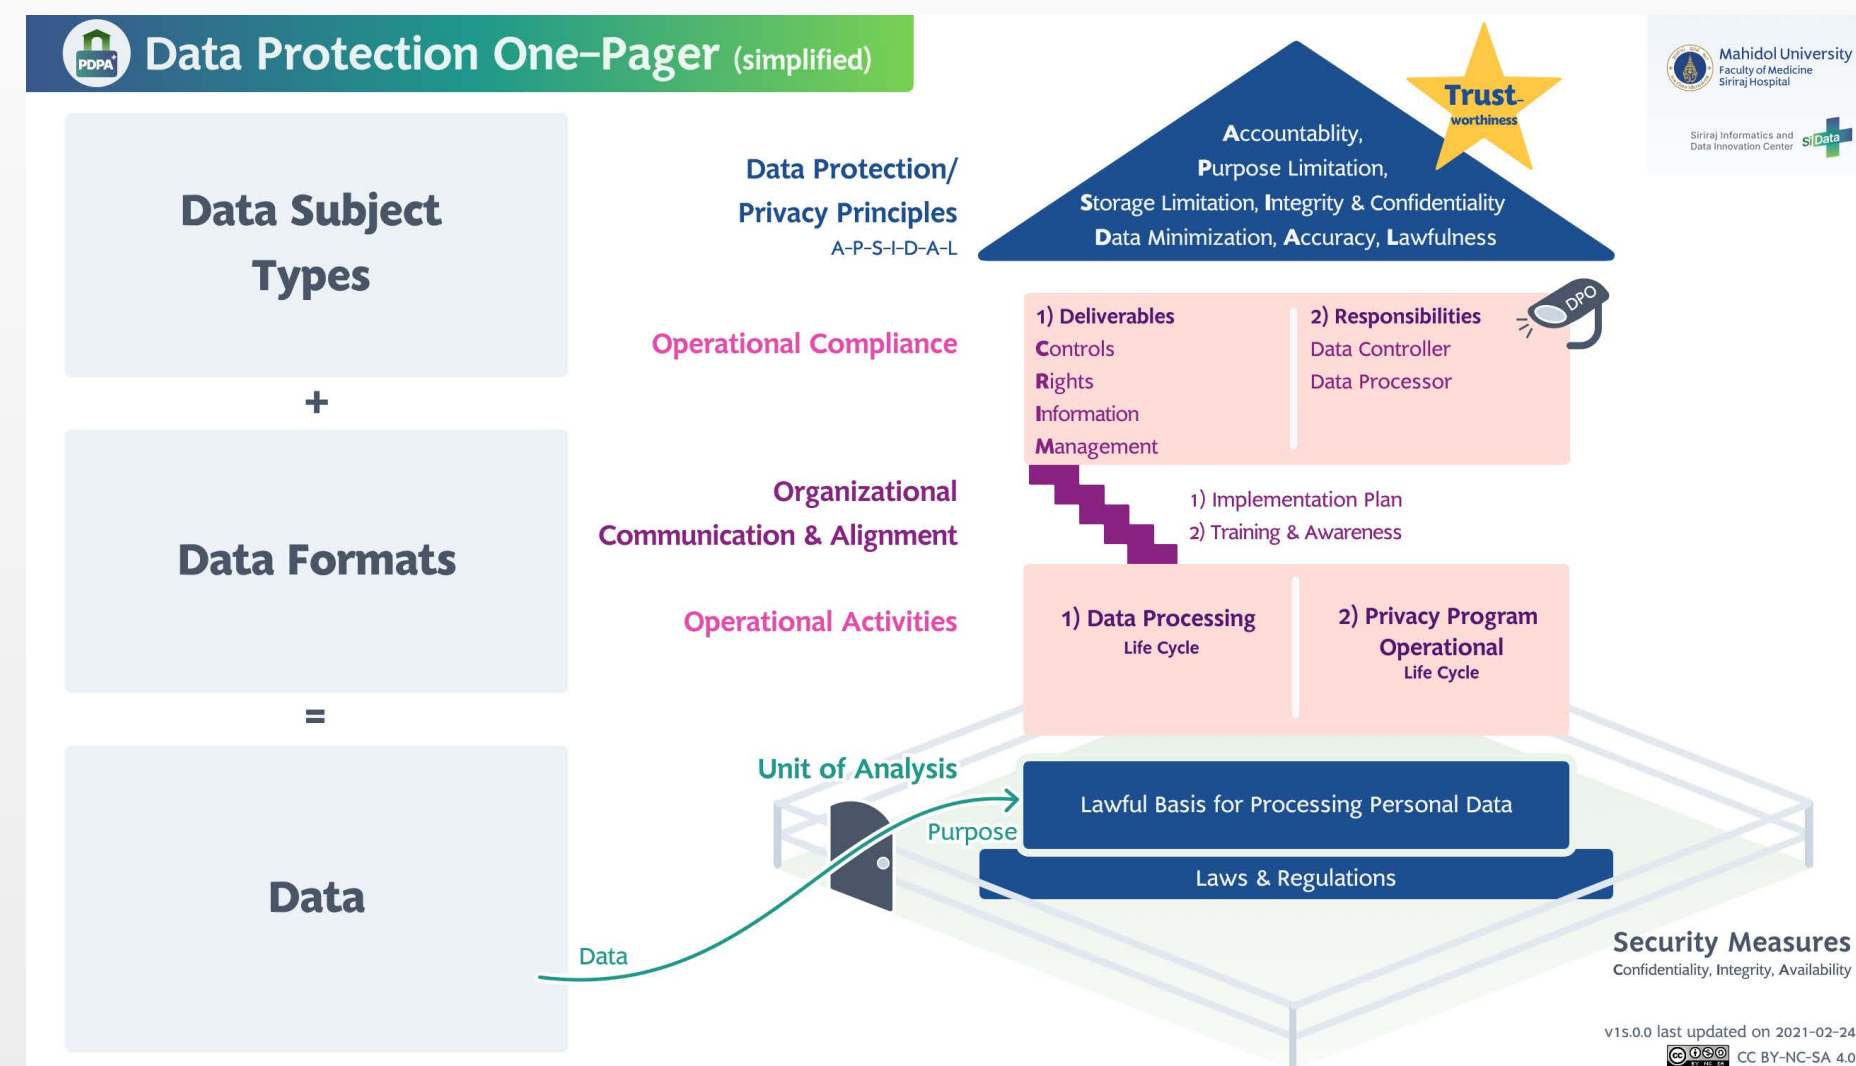 PDPA+
Data Protection One-Pager (simplified)
Mahidol University
Faculty of Medicine
Siriraj Hospital
Siriraj Informatics and
Data Innovation Center
SiData
Data Subject
Types
+
Data Formats
=
Data
Data Protection/
Privacy Principles
A-P-S-I-D-A-L
Trust-
worthiness
Accountablity,
Purpose Limitation,
Storage Limitation, Integrity & Confidentiality
Data Minimization, Accuracy, Lawfulness
Operational Compliance
1) Deliverables
Controls
Rights
Information
Management
2) Responsibilities
Data Controller
Data Processor
DPO
Organizational
Communication & Alignment
1) Implementation Plan
2) Training & Awareness
Operational Activities
1) Data Processing
Life Cycle
2) Privacy Program
Operational
Life Cycle
Unit of Analysis
Purpose
Data
Lawful Basis for Processing Personal Data
Laws & Regulations
Security Measures
Confidentiality, Integrity, Availability
v1s.0.0 last updated on 2021-02-24
CC BY-NC-SA 4.0